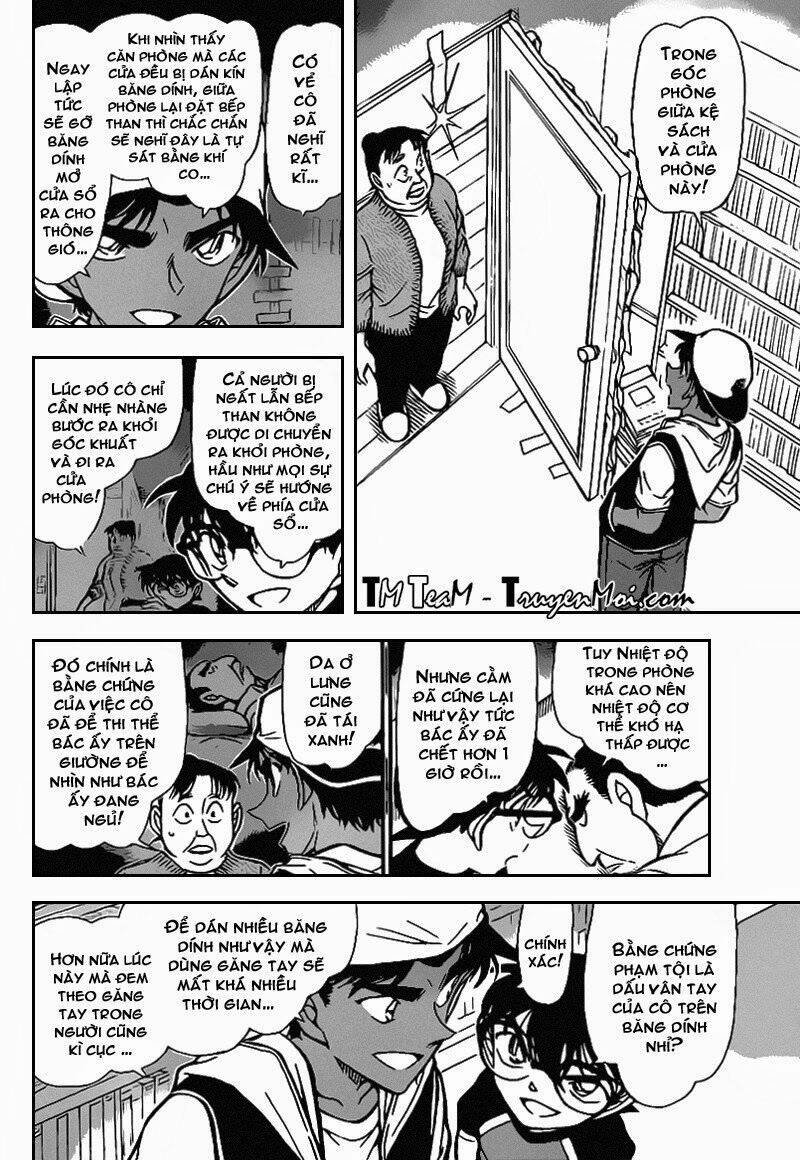 TRONG
GÓC
PHÒNG
GIỮA KỆ
SÁCH
VÀ CỬA
PHÒNG
NÀY!
CÓ
VẺ CÔ
ĐÃ
NGHĨ
RẤT
KĨ...
KHI NHÌN THẤY
CĂN PHÒNG MÀ CÁC
CỬA ĐỀU BỊ DÁN KÍN
BĂNG DÍNH, GIỮA
PHÒNG LẠI ĐẶT BẾP
THAN THÌ CHẮC CHẮN
SẼ NGHĨ ĐÂY LÀ TỰ
SÁT BẰNG KHÍ
CO...
NGAY
LẬP
TỨC
SẼ GỠ
BĂNG DÍNH
MỞ
CỬA SỔ
RA CHO
THÔNG
GIÓ...
CẢ NGƯỜI BỊ
NGẤT LẪN BẾP
THAN KHÔNG
ĐƯỢC DI CHUYỂN
RA KHỎI PHÒNG,
HẦU NHƯ MỌI SỰ
CHÚ Ý SẼ HƯỚNG
VỀ PHÍA CỬA
SỔ...
LÚC ĐÓ CÔ CHỈ
CẦN NHẸ NHÀNG
BƯỚC RA KHỎI
GÓC KHUẤT
VÀ ĐI RA
CỬA
PHÒNG!
TM TEAM - TRUYENMOI.COM
TUY NHIỆT ĐỘ
TRONG PHÒNG
KHÁ CAO NÊN
NHIỆT ĐỘ CƠ
THỂ KHÓ HẠ
THẤP ĐƯỢC
...
NHƯNG CẰM
ĐÃ CỨNG LẠI
NHƯ VẬY TỨC
BÁC ẤY ĐÃ
CHẾT HƠN 1
GIỜ RỒI...
DA Ở
LƯNG
CŨNG
ĐÃ TÁI
XANH!
ĐÓ CHÍNH LÀ
BẰNG CHỨNG
CỦA VIỆC CÔ
ĐÃ ĐỂ THI THỂ
BÁC ẤY TRÊN
GIƯỜNG ĐỂ
NHÌN NHƯ BÁC
ẤY ĐANG
NGỦ!
BẰNG CHỨNG
PHẠM TỘI LÀ
DẤU VÂN TAY
CỦA CÔ TRÊN
BĂNG DÍNH
NHỈ?
CHÍNH
XÁC!
ĐỂ DÁN NHIỀU BĂNG
DÍNH NHƯ VẬY MÀ
DÙNG GĂNG TAY SẼ
MẤT KHÁ NHIỀU
THỜI GIAN...
HƠN NỮA LÚC
NÀY MÀ ĐEM
THEO GĂNG
TAY TRONG
NGƯỜI CŨNG
KÌ CỤC ...